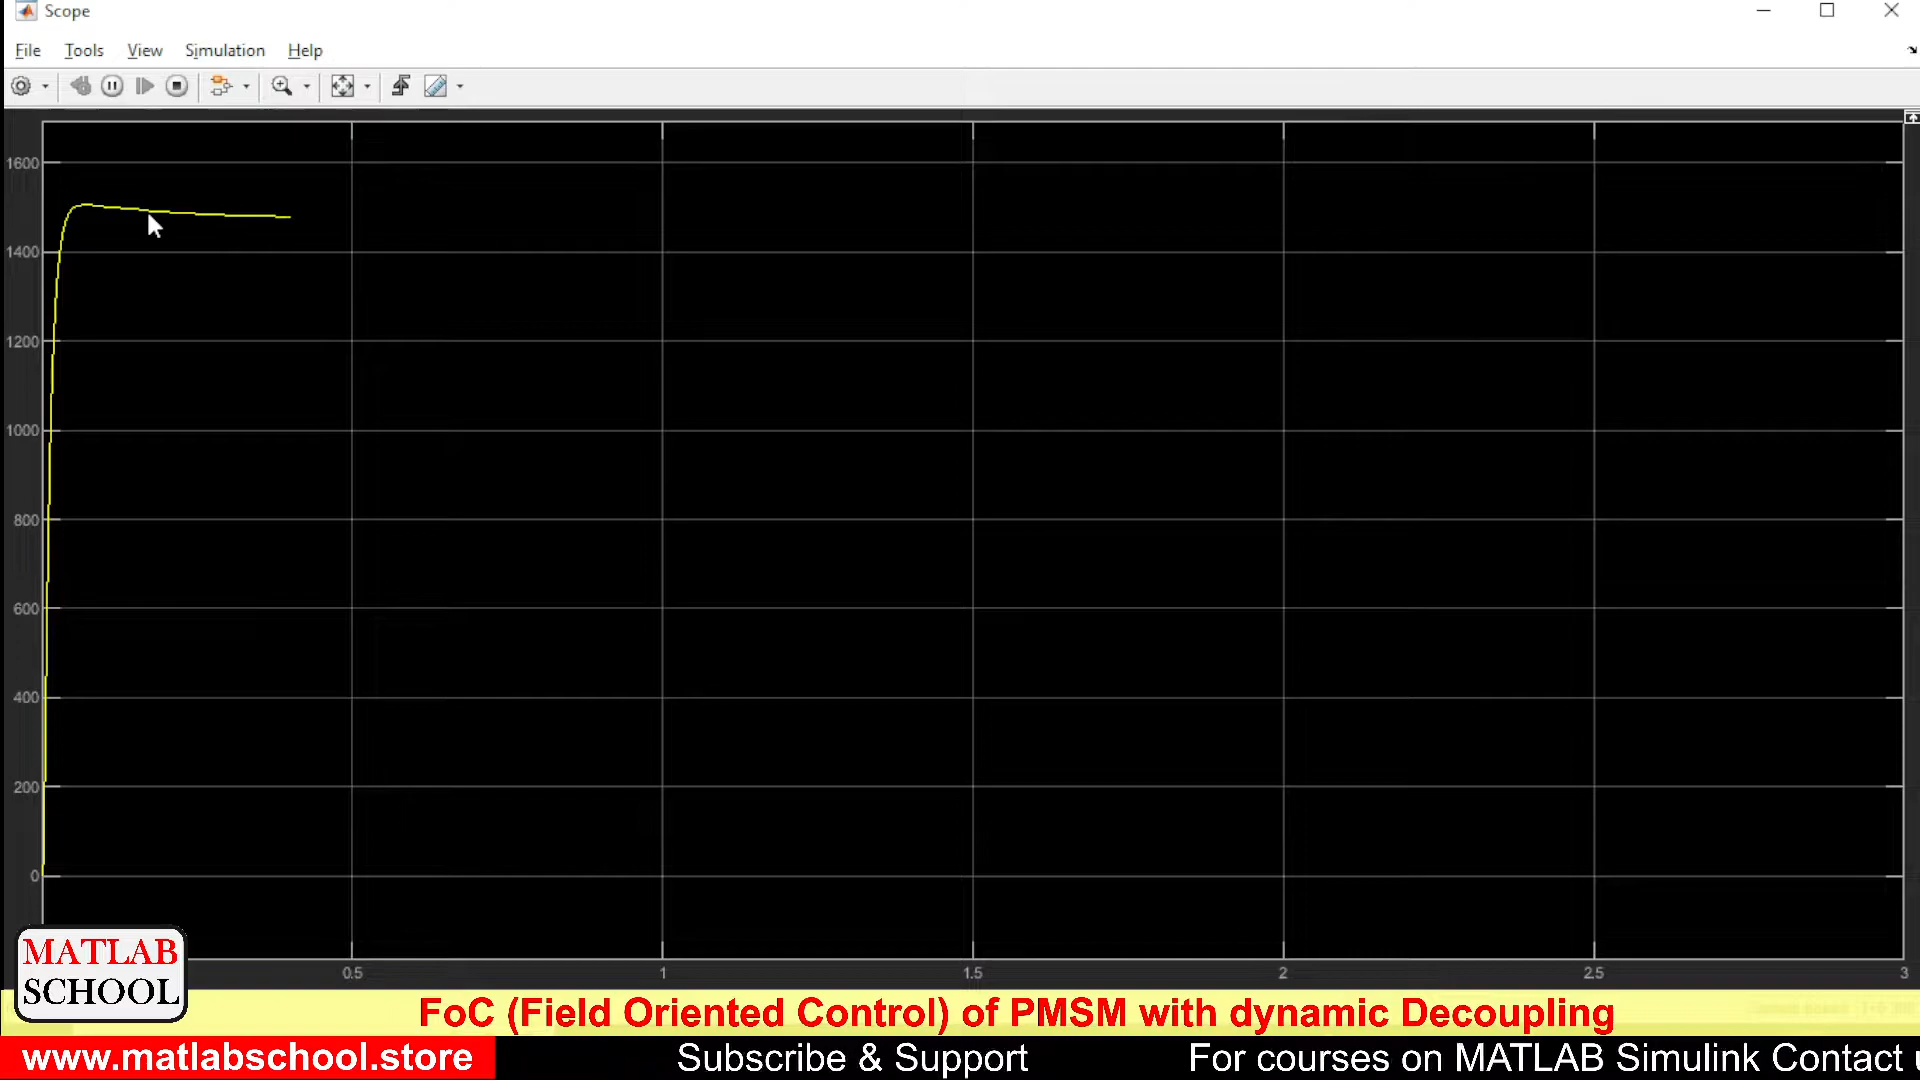 Scope
File Tools View Simulation Help
1600
1400
1200
1000
800
600
400
200
0
0.5 1 1.5 2 2.5 3
MATLAB
SCHOOL
FoC (Field Oriented Control) of PMSM with dynamic Decoupling
www.matlabschool.store Subscribe & Support For courses on MATLAB Simulink Contact